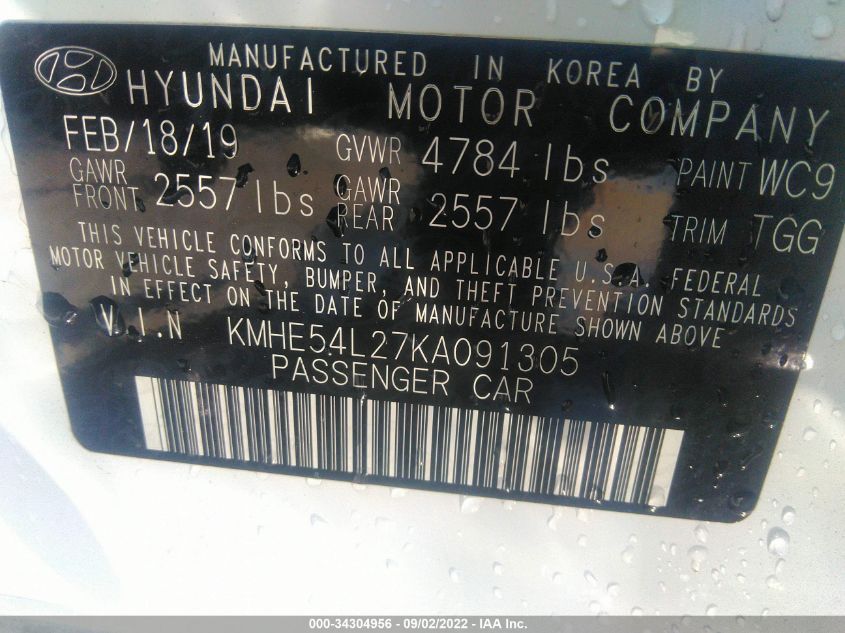 MANUFACTURED IN KOREA BY
HYUNDAI MOTOR COMPANY
FEB/18/19 GVWR 4784 lbs PAINT WC9
GAWR FRONT 2557 lbs GAWR REAR 2557 lbs TRIM TGG
THIS VEHICLE CONFORMS TO ALL APPLICABLE U.S.A. FEDERAL
MOTOR VEHICLE SAFETY, BUMPER, AND THEFT PREVENTION STANDARDS
IN EFFECT ON THE DATE OF MANUFACTURE SHOWN ABOVE
V.I.N KMHE54L27KA091305
PASSENGER CAR
000-34304956 - 09/02/2022 - IAA Inc.